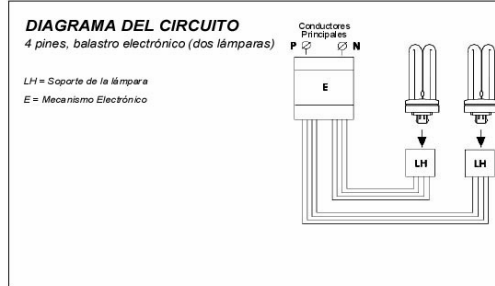 DIAGRAMA DEL CIRCUITO
4 pines, balastro electrónico (dos lámparas)
LH = Soporte de la lámpara
E = Mecanismo Electrónico
Conductores
Principales
P N
E
LH LH